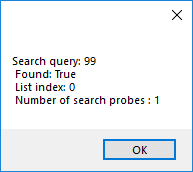 Search query: 99
Found: True
List index: 0
Number of search probes : 1
OK